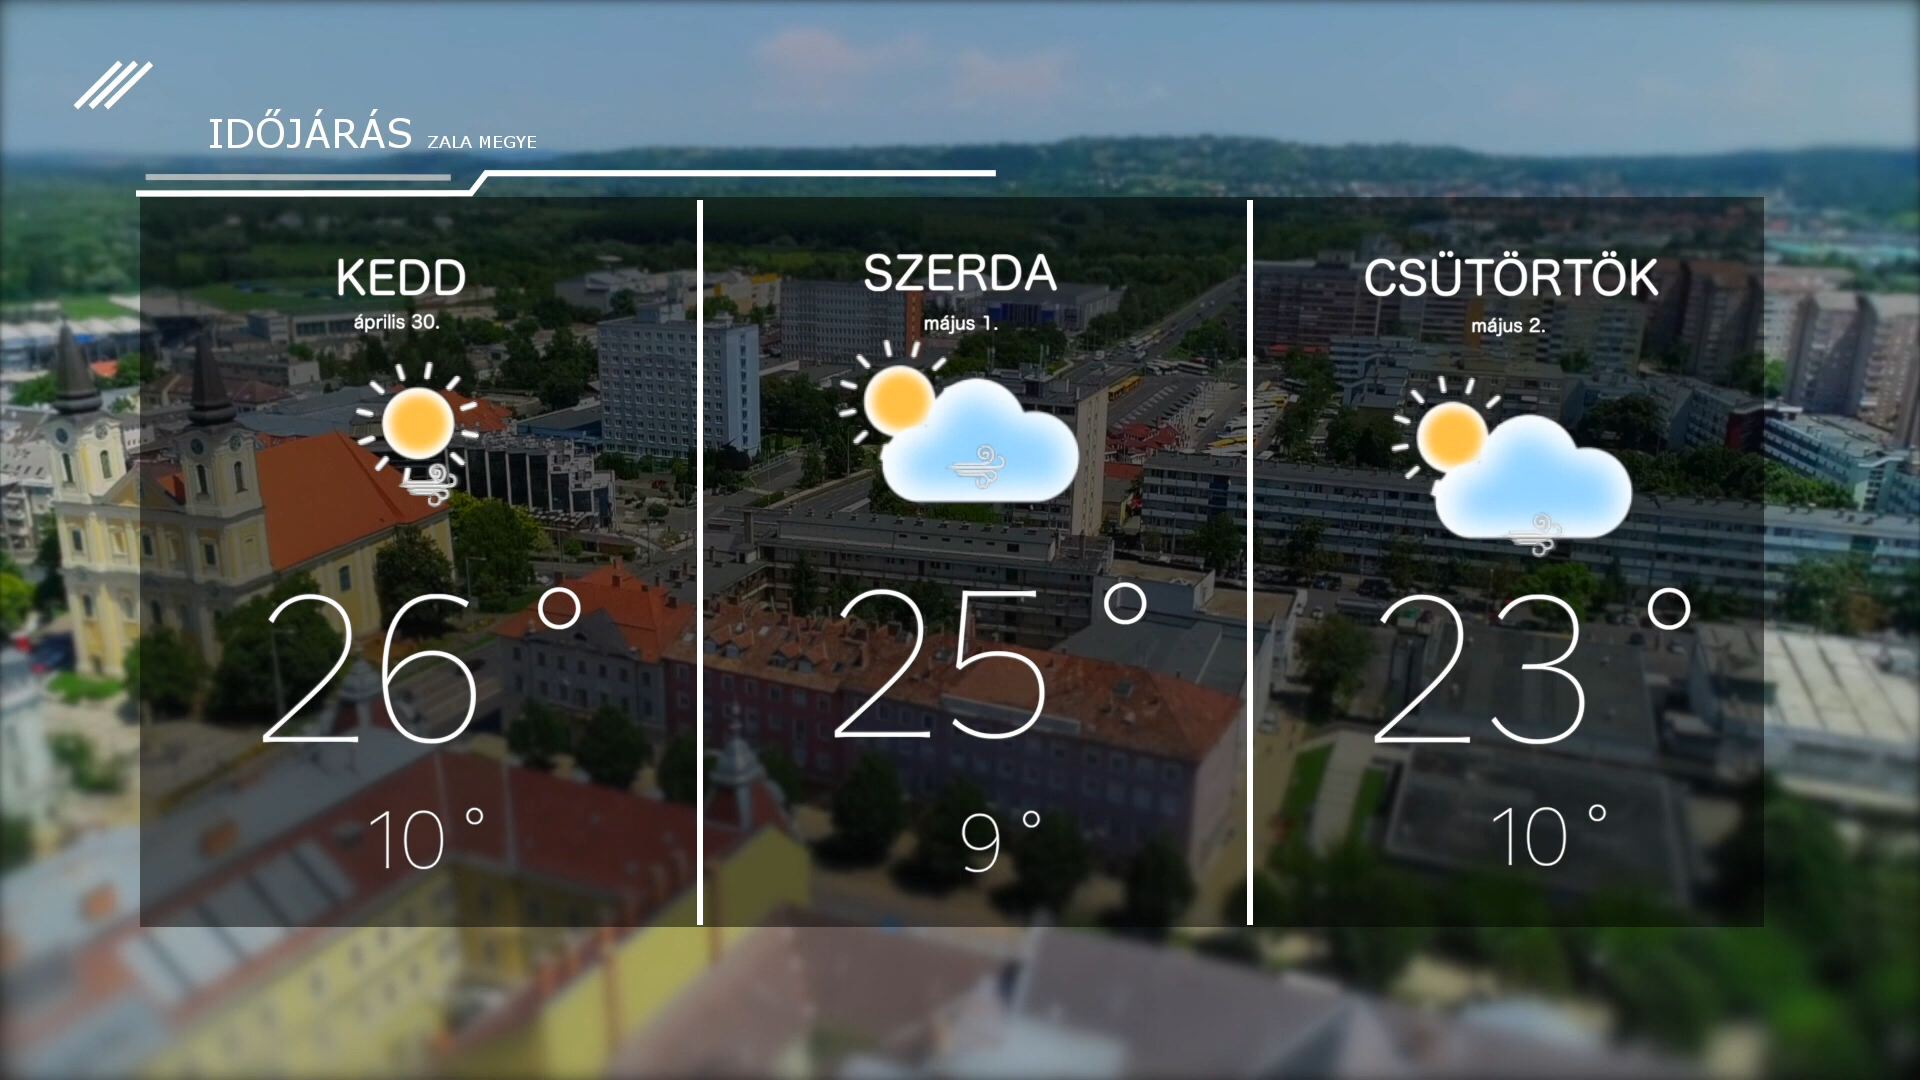 IDŐJÁRÁS ZALA MEGYE
KEDD
április 30.
26°
10°
SZERDA
május 1.
25°
9°
CSÜTÖRTÖK
május 2.
23°
10°